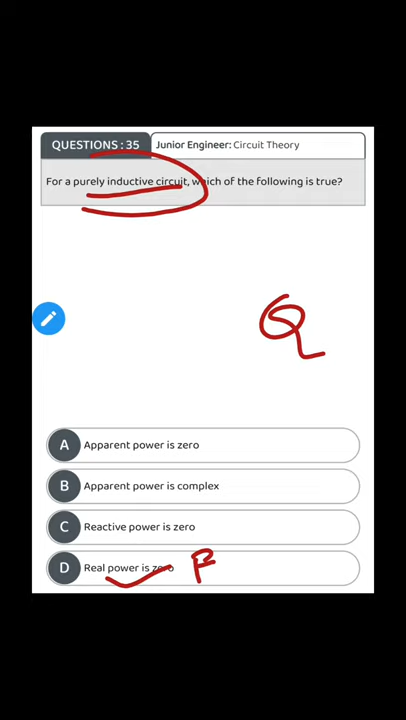 QUESTIONS : 35
Junior Engineer: Circuit Theory
For a purely inductive circuit, which of the following is true?
Q
A Apparent power is zero
B Apparent power is complex
C Reactive power is zero
D Real power is zero P